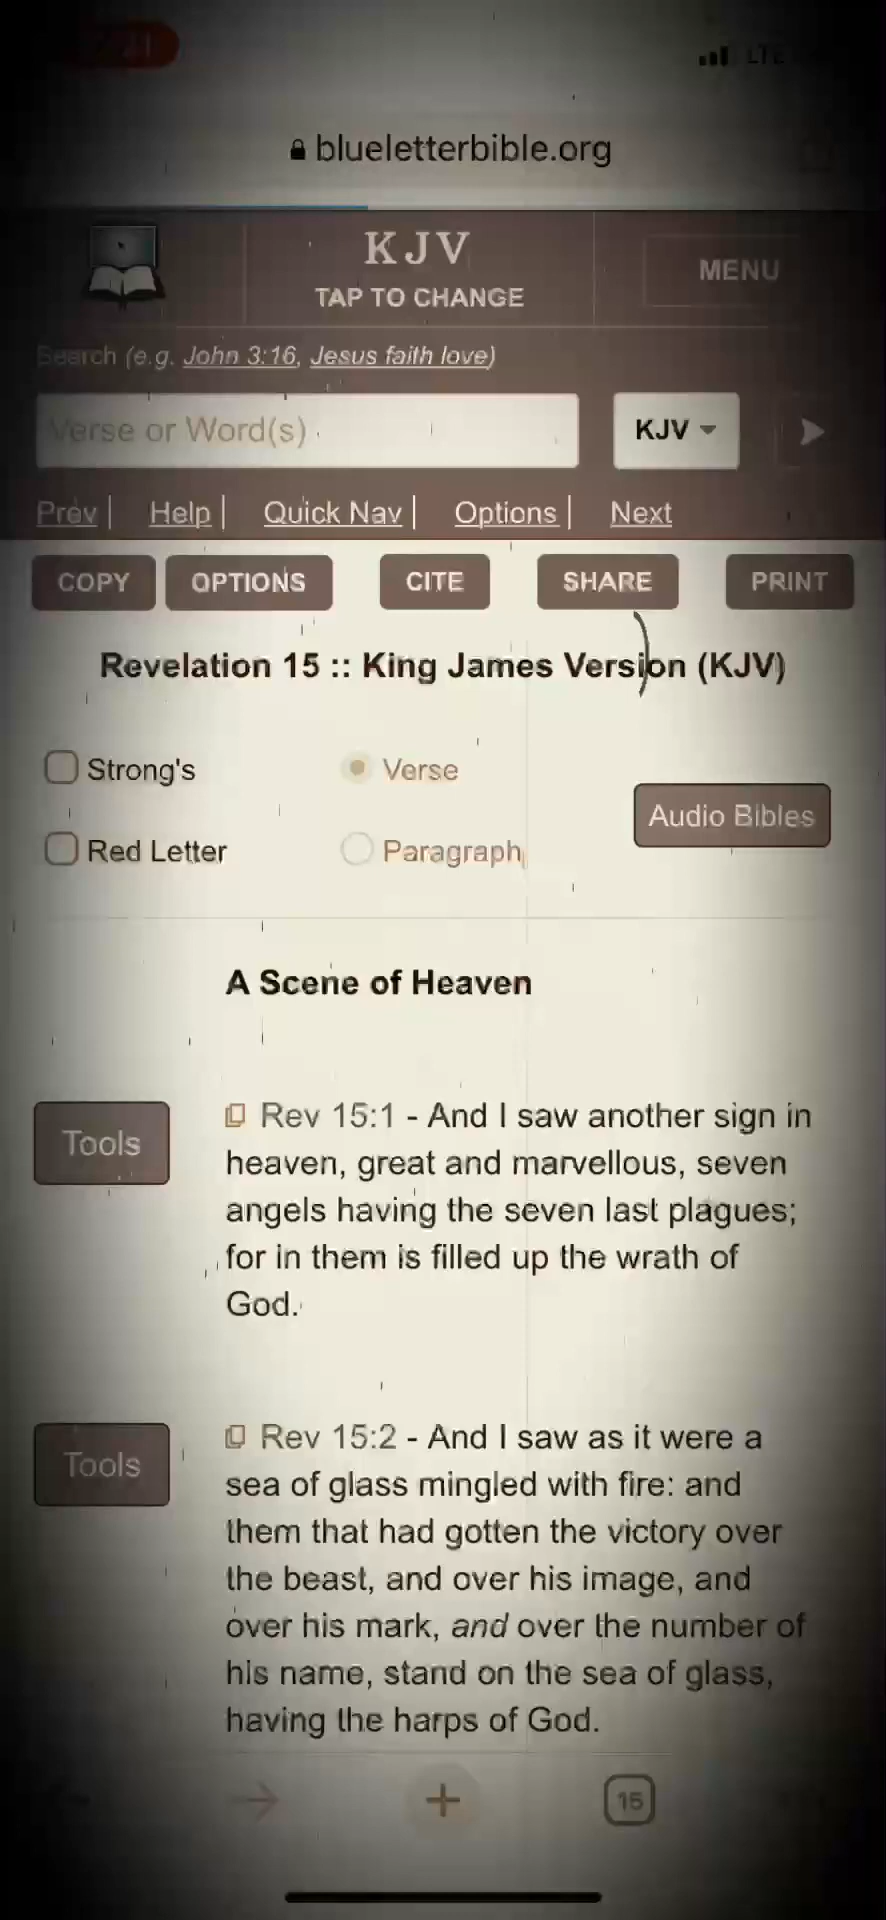 LTE
blueletterbible.org
KJV
TAP TO CHANGE
MENU
Search (e.g. John 3:16, Jesus faith love)
Verse or Word(s)
KJV
Prev | Help | Quick Nav | Options | Next
COPY OPTIONS CITE SHARE PRINT
Revelation 15 :: King James Version (KJV)
Strong's Verse
Audio Bibles
Red Letter Paragraph
A Scene of Heaven
Tools
Rev 15:1 - And I saw another sign in
heaven, great and marvellous, seven
angels having the seven last plagues;
for in them is filled up the wrath of
God.
Tools
Rev 15:2 - And I saw as it were a
sea of glass mingled with fire: and
them that had gotten the victory over
the beast, and over his image, and
over his mark, and over the number of
his name, stand on the sea of glass,
having the harps of God.
15